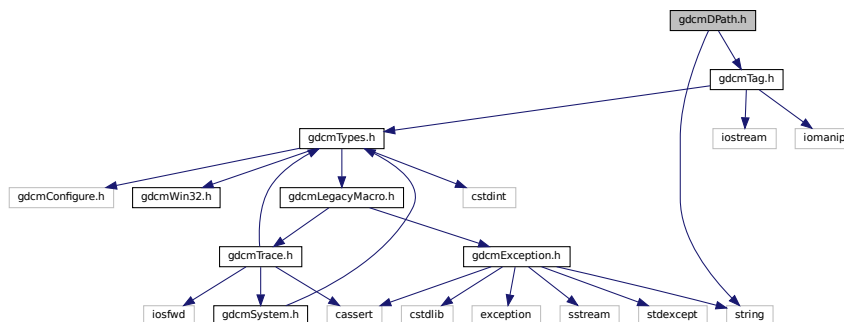 gdcmDPath.h
gdcmTag.h
gdcmTypes.h
iostream
iomanip
gdcmConfigure.h
gdcmWin32.h
gdcmLegacyMacro.h
cstdint
gdcmTrace.h
gdcmException.h
iosfwd
gdcmSystem.h
cassert
cstdlib
exception
sstream
stdexcept
string